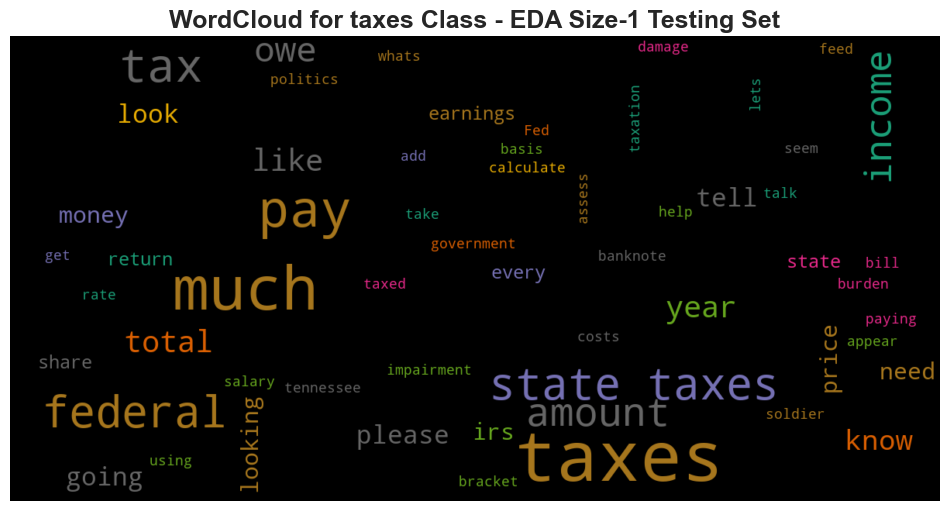 WordCloud for taxes Class - EDA Size-1 Testing Set
tax
owe
whats
politics
damage
feed
look
earnings
Fed
taxation
lets
income
like
add
basis
calculate
seem
money
pay
take
assess
help
tell
talk
get
return
government
banknote
state
bill
rate
much
taxed
every
burden
year
paying
total
costs
price
appear
share
salary
tennessee
impairment
state taxes
need
federal
looking
please
irs
amount
soldier
know
going
using
bracket
taxes